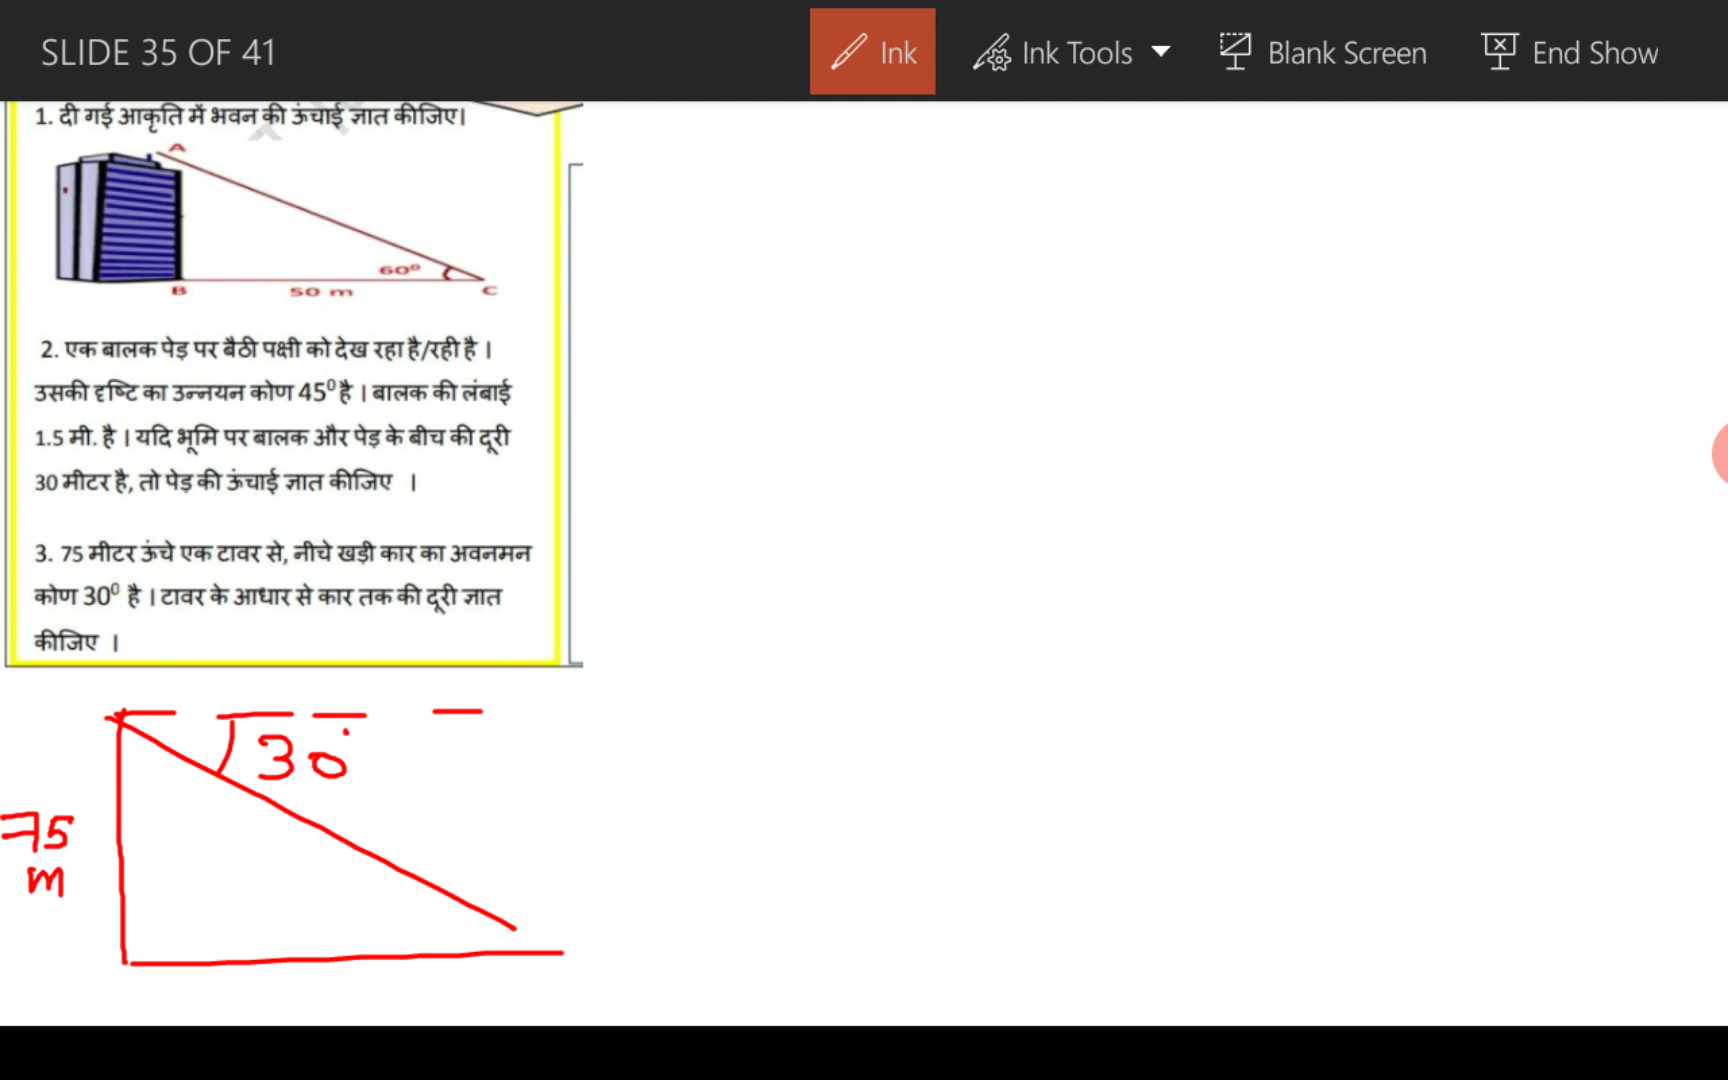 SLIDE 35 OF 41
Ink
Ink Tools
Blank Screen
End Show
1. दी गई आकृति में भवन की ऊंचाई ज्ञात कीजिए।
A
60°
B
50 m
C
2. एक बालक पेड़ पर बैठी पक्षी को देख रहा है/रही है ।
उसकी दृष्टि का उन्नयन कोण 45⁰ है । बालक की लंबाई
1.5 मी. है । यदि भूमि पर बालक और पेड़ के बीच की दूरी
30 मीटर है, तो पेड़ की ऊंचाई ज्ञात कीजिए ।
3. 75 मीटर ऊंचे एक टावर से, नीचे खड़ी कार का अवनमन
कोण 30⁰ है । टावर के आधार से कार तक की दूरी ज्ञात
कीजिए ।
30°
75
m